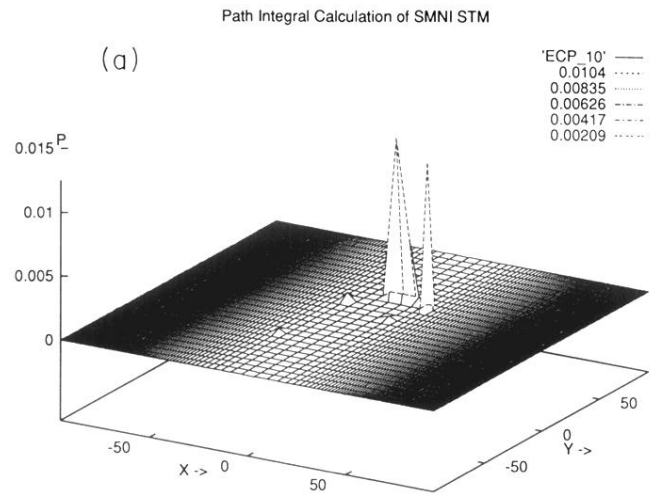 Path Integral Calculation of SMNI STM
(a)
'ECP_10'
0.0104
0.00835
0.00626
0.00417
0.00209
P
0.015
0.01
0.005
0
-50
0
50
X ->
-50
0
50
Y ->